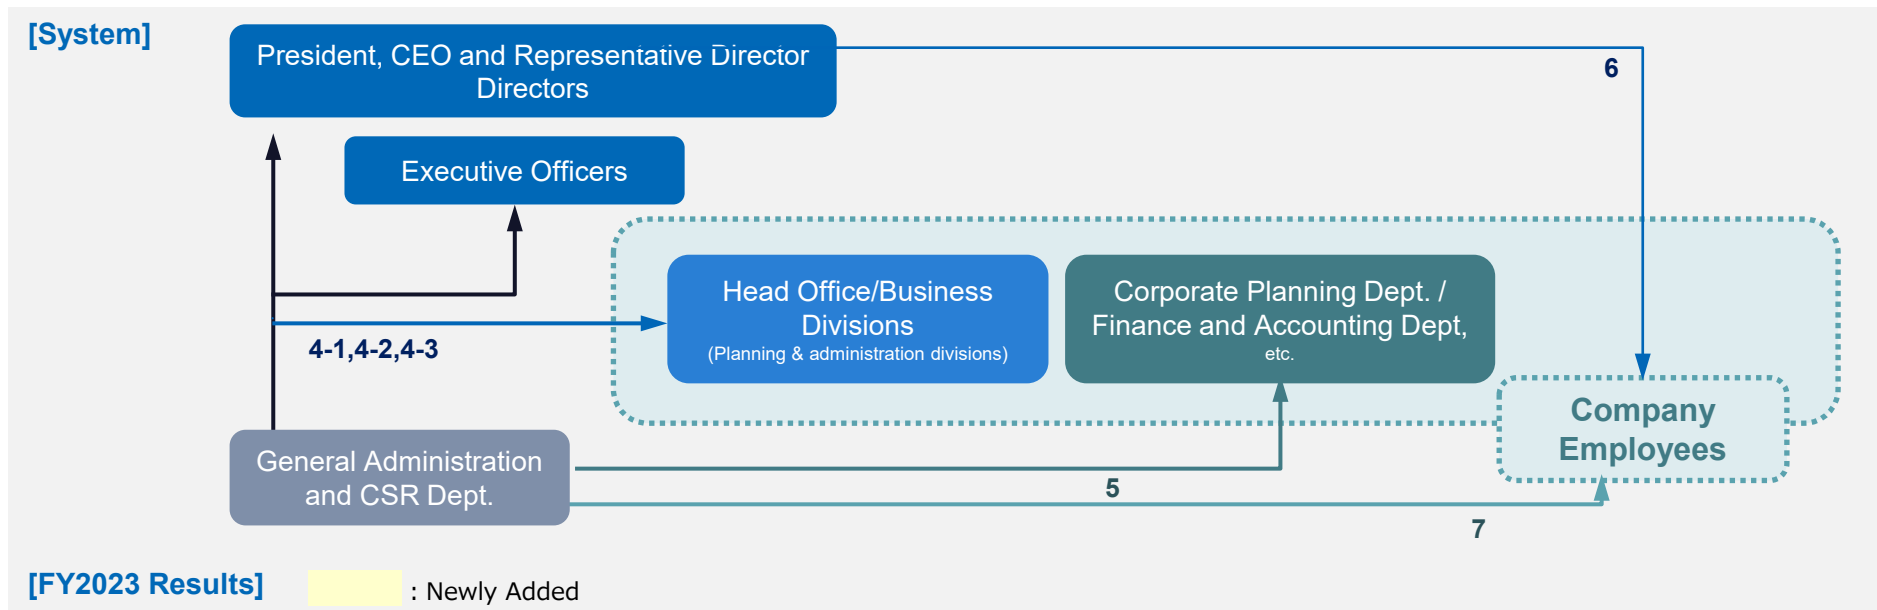 [System]
President, CEO and Representative Director
Directors
6
Executive Officers
Head Office/Business
Divisions
(Planning & administration divisions)
Corporate Planning Dept. /
Finance and Accounting Dept,
etc.
4-1,4-2,4-3
Company
Employees
General Administration
and CSR Dept.
5
7
[FY2023 Results]
: Newly Added